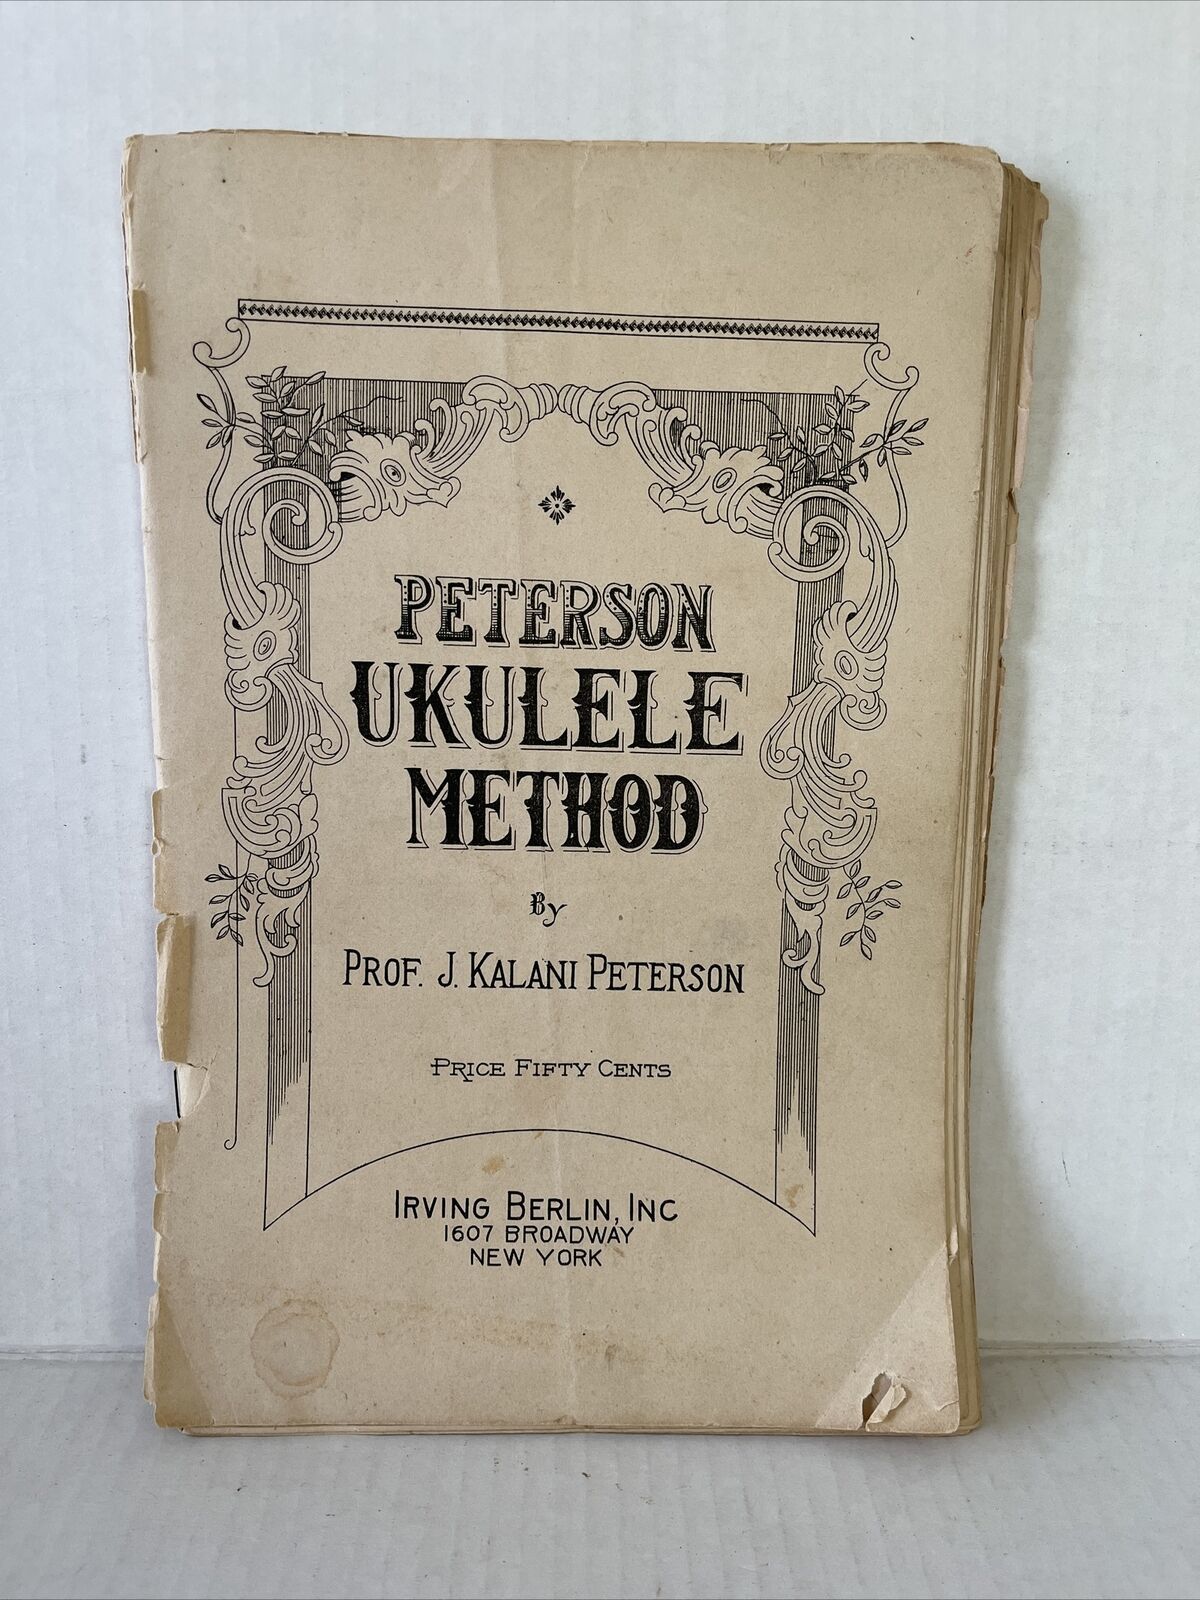 PETERSON
UKULELE
METHOD
By
PROF. J. KALANI PETERSON
PRICE FIFTY CENTS
IRVING BERLIN, INC
1607 BROADWAY
NEW YORK